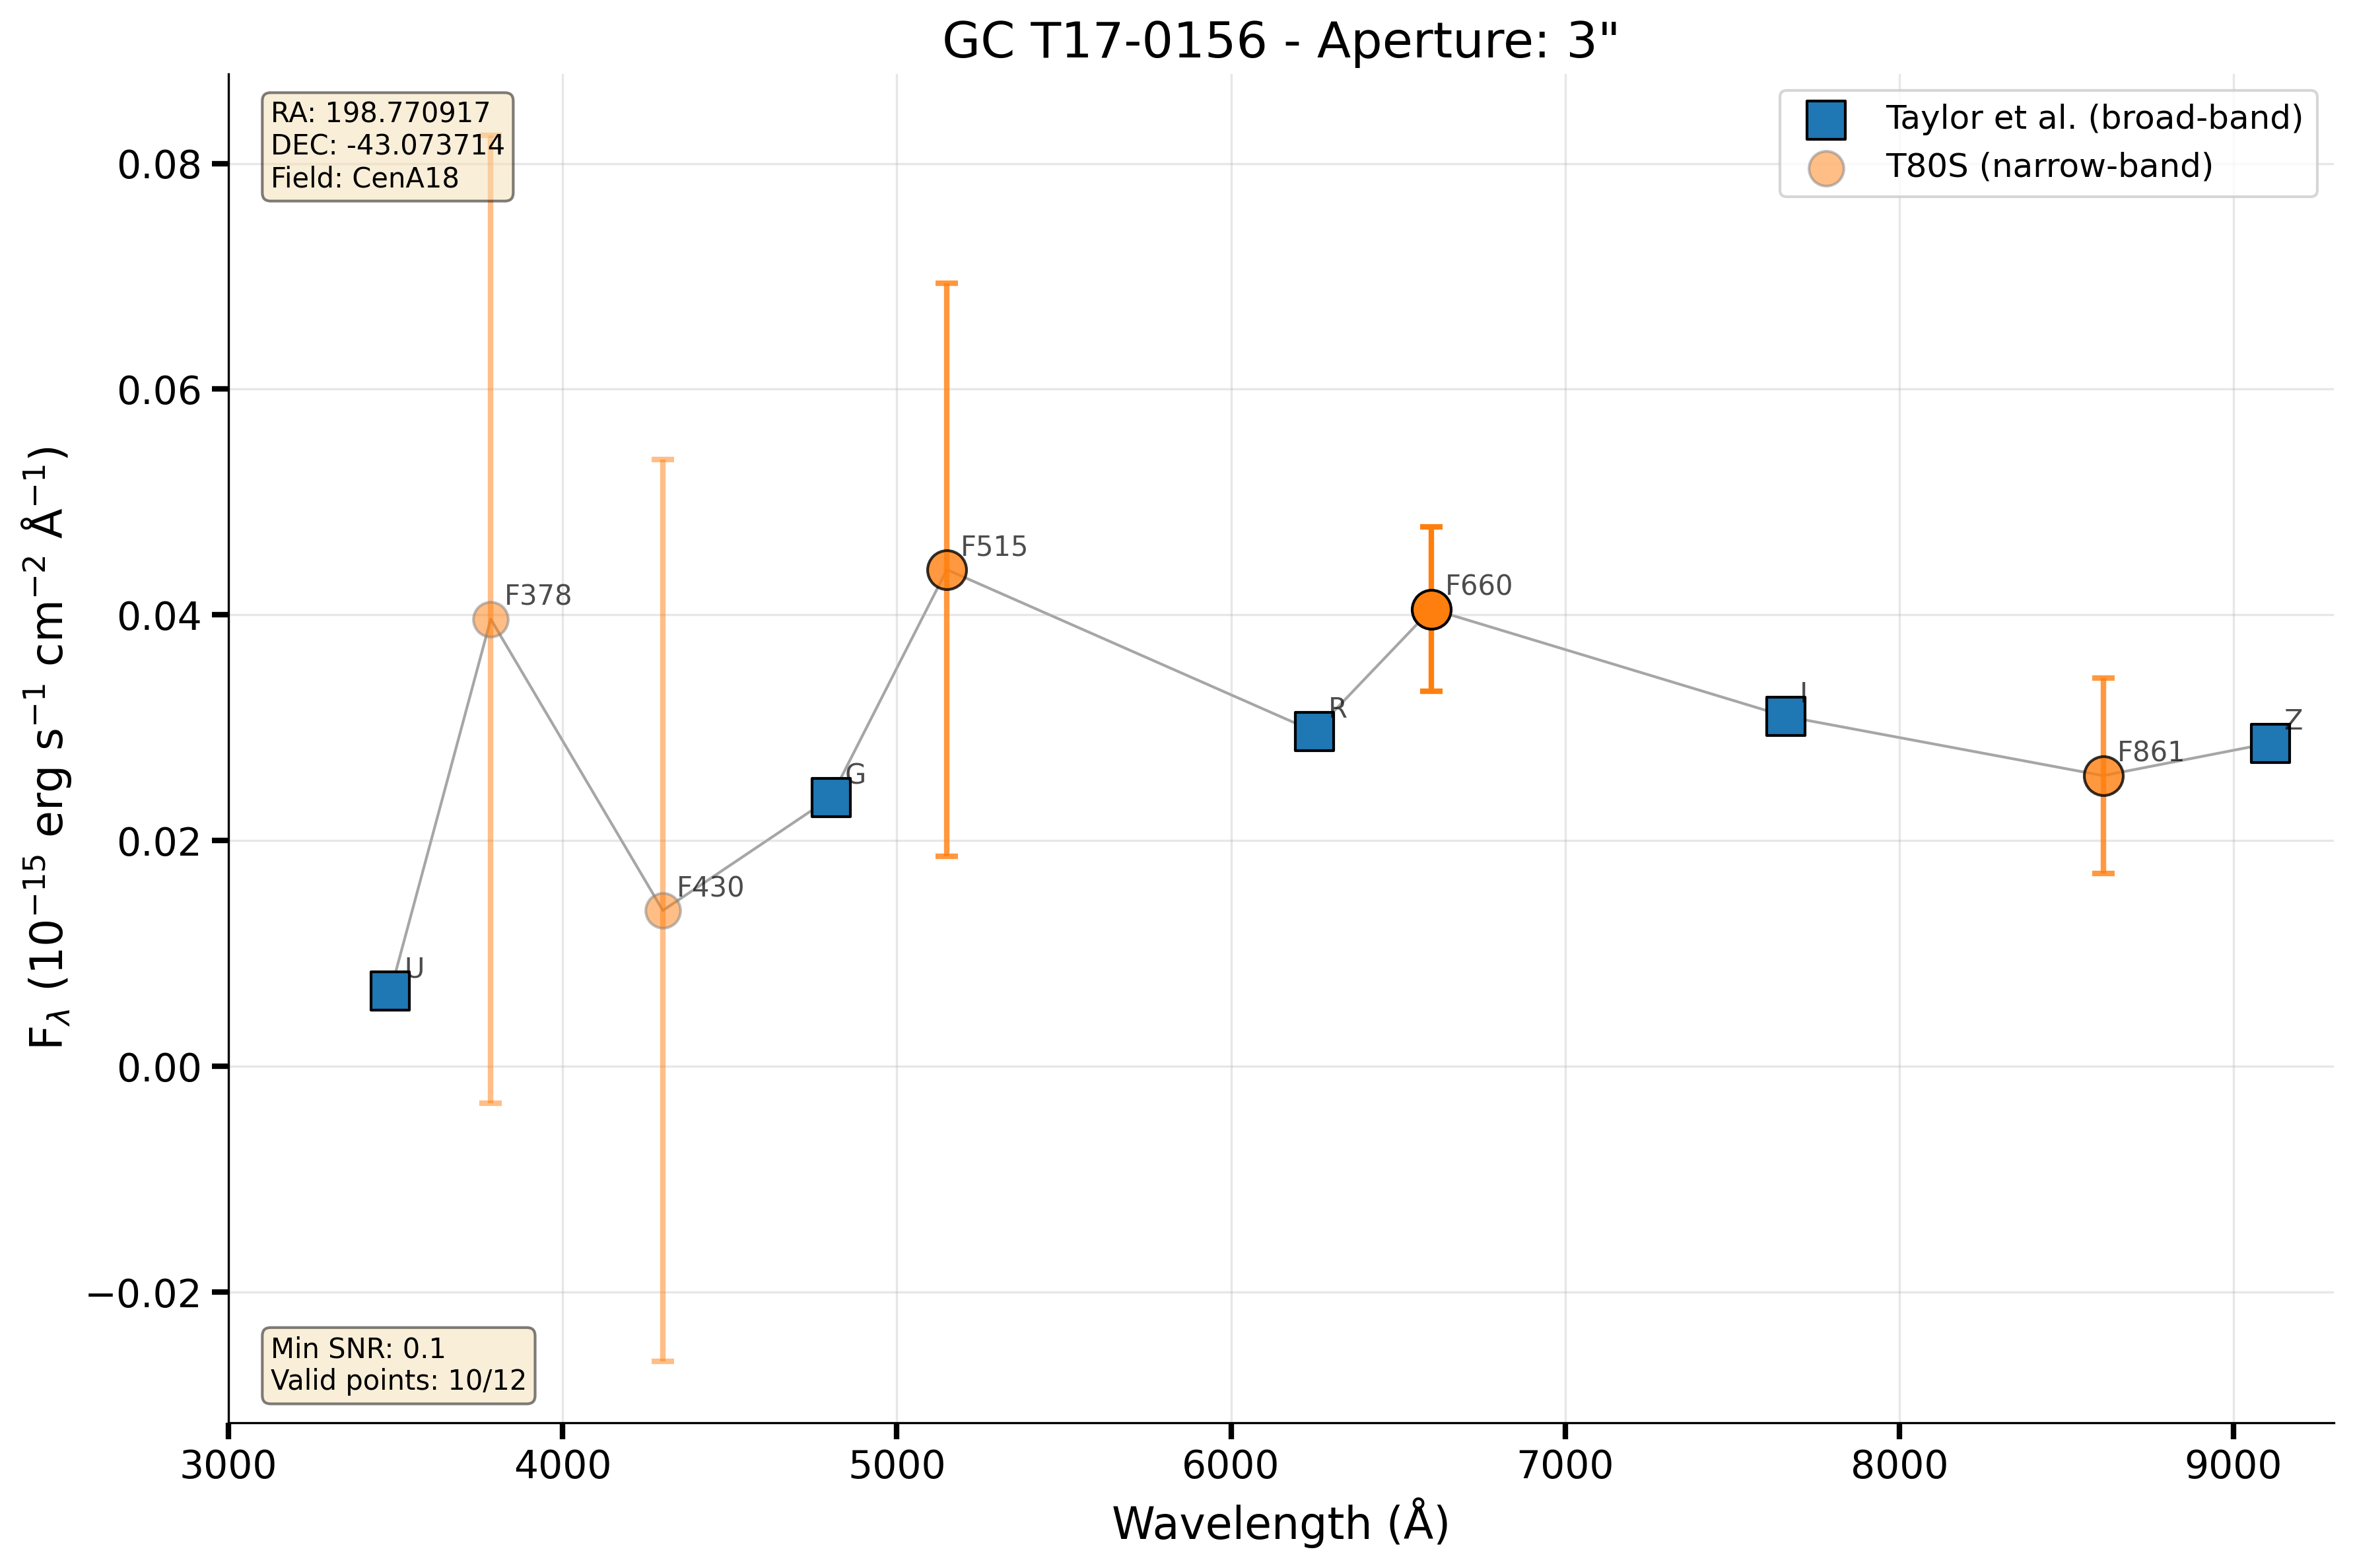 GC T17-0156 - Aperture: 3"
RA: 198.770917
DEC: -43.073714
Field: CenA18
Taylor et al. (broad-band)
T80S (narrow-band)
0.08
0.06
0.04
0.02
0.00
−0.02
F_λ (10⁻¹⁵ erg s⁻¹ cm⁻² Å⁻¹)
U
F378
F430
G
F515
R
F660
I
F861
Z
Min SNR: 0.1
Valid points: 10/12
3000 4000 5000 6000 7000 8000 9000
Wavelength (Å)